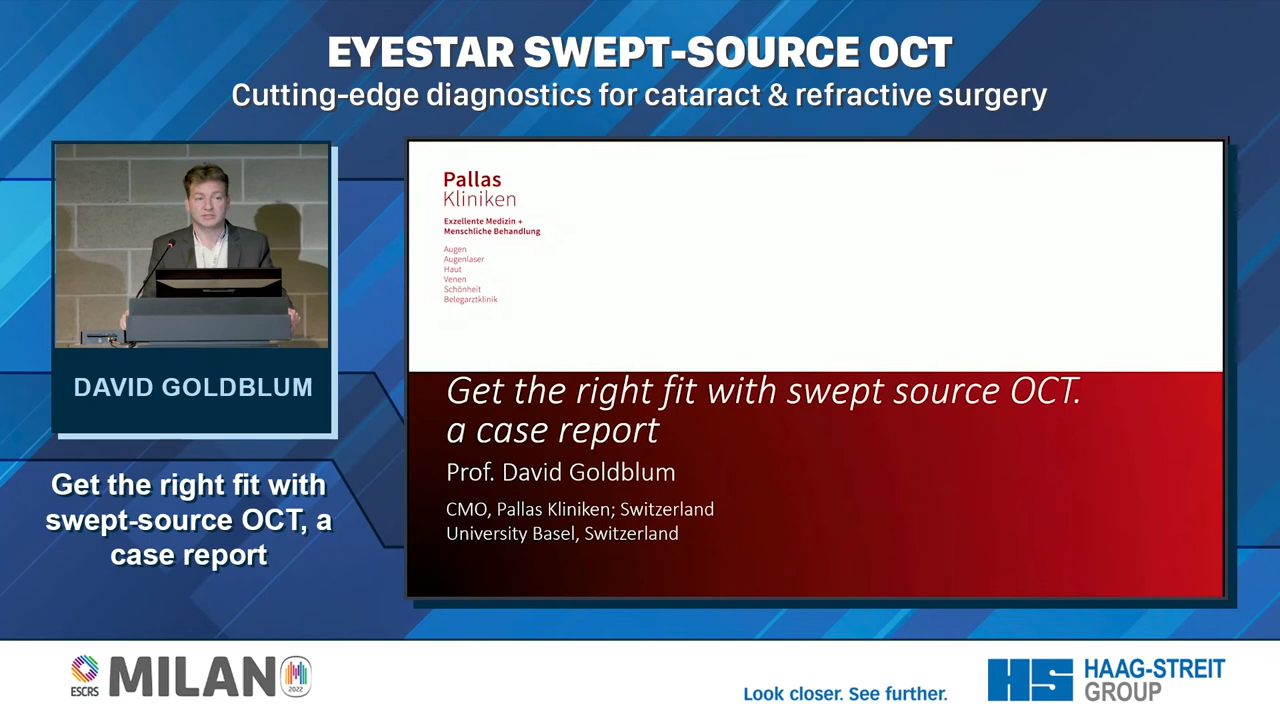 EYESTAR SWEPT-SOURCE OCT
Cutting-edge diagnostics for cataract & refractive surgery
DAVID GOLDBLUM
Get the right fit with
swept-source OCT, a
case report
Pallas
Kliniken
Exzellente Medizin +
Menschliche Behandlung
Augen
Augenlaser
Haut
Venen
Schönheit
Belegarztklinik
Get the right fit with swept source OCT.
a case report
Prof. David Goldblum
CMO, Pallas Kliniken; Switzerland
University Basel, Switzerland
ESCRS
MILANO
2022
Look closer. See further.
HS
HAAG-STREIT
GROUP